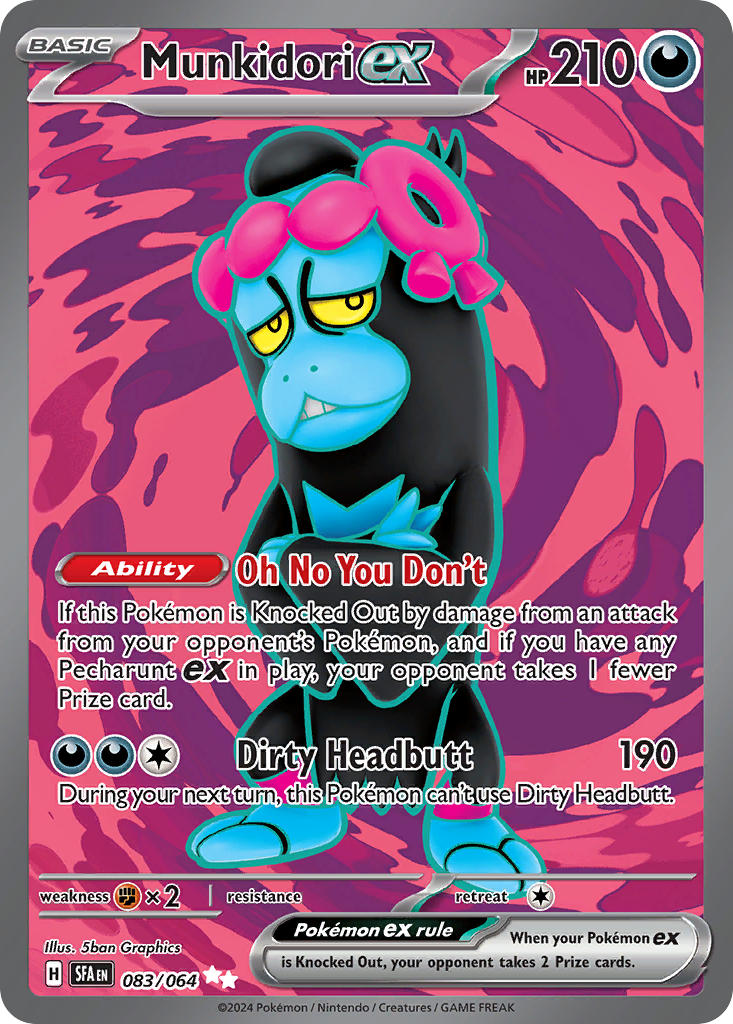 BASIC Munkidori ex HP 210
Ability Oh No You Don't
If this Pokémon is Knocked Out by damage from an attack
from your opponent's Pokémon, and if you have any
Pecharunt ex in play, your opponent takes 1 fewer
Prize card.
Dirty Headbutt 190
During your next turn, this Pokémon can't use Dirty Headbutt.
weakness ×2 resistance retreat
Illus. 5ban Graphics
Pokémon ex rule When your Pokémon ex
is Knocked Out, your opponent takes 2 Prize cards.
H SFA EN 083/064
©2024 Pokémon / Nintendo / Creatures / GAME FREAK